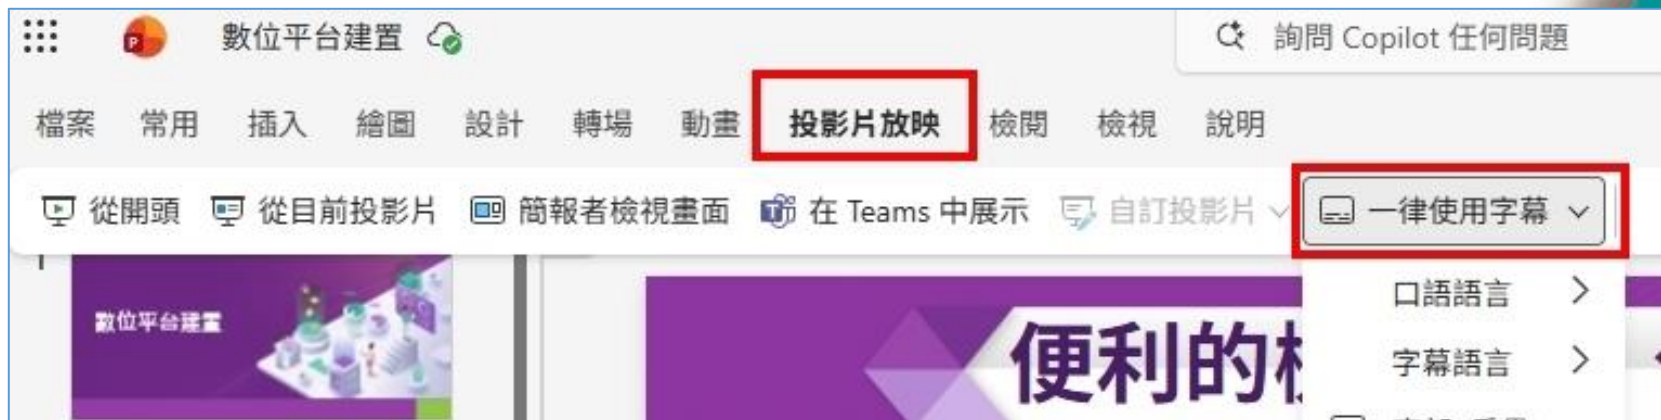 數位平台建置
詢問 Copilot 任何問題
檔案 常用 插入 繪圖 設計 轉場 動畫 投影片放映 檢閱 檢視 說明
從開頭 從目前投影片 簡報者檢視畫面 在 Teams 中展示 自訂投影片 一律使用字幕
1
數位平台建置
便利的
口語語言
字幕語言